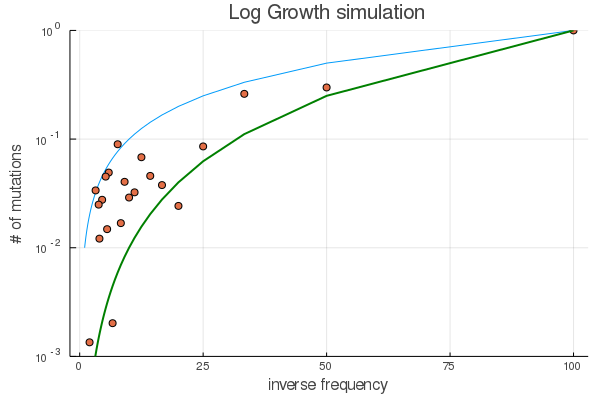 Log Growth simulation
10^0
10^-1
10^-2
10^-3
# of mutations
0 25 50 75 100
inverse frequency